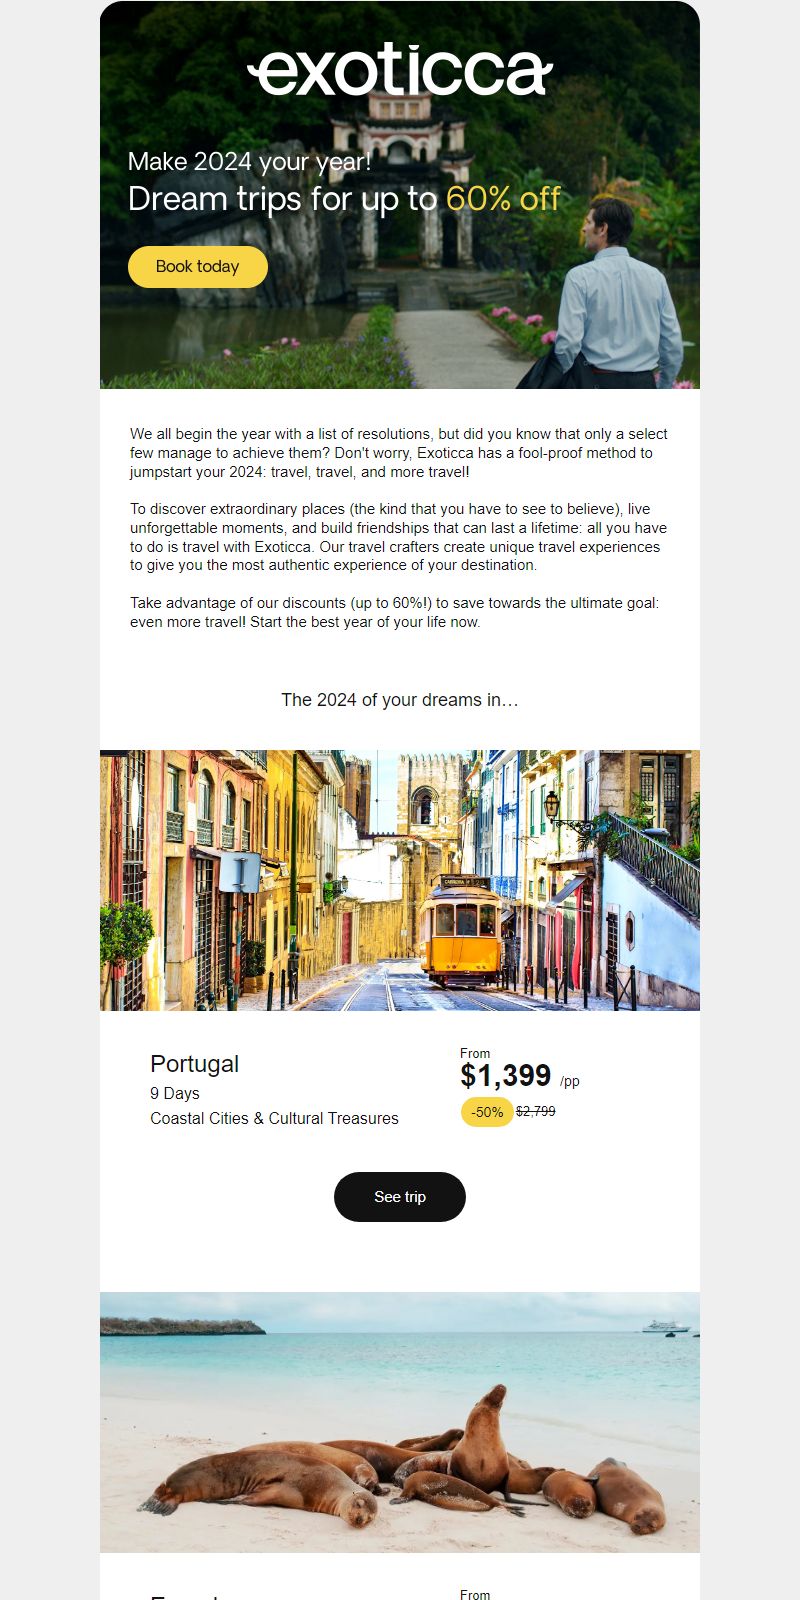 exoticca
Make 2024 your year!
Dream trips for up to 60% off
Book today
We all begin the year with a list of resolutions, but did you know that only a select
few manage to achieve them? Don't worry, Exoticca has a fool-proof method to
jumpstart your 2024: travel, travel, and more travel!
To discover extraordinary places (the kind that you have to see to believe), live
unforgettable moments, and build friendships that can last a lifetime: all you have
to do is travel with Exoticca. Our travel crafters create unique travel experiences
to give you the most authentic experience of your destination.
Take advantage of our discounts (up to 60%!) to save towards the ultimate goal:
even more travel! Start the best year of your life now.
The 2024 of your dreams in…
Portugal
9 Days
Coastal Cities & Cultural Treasures
From
$1,399 /pp
-50% $2,799
See trip
From